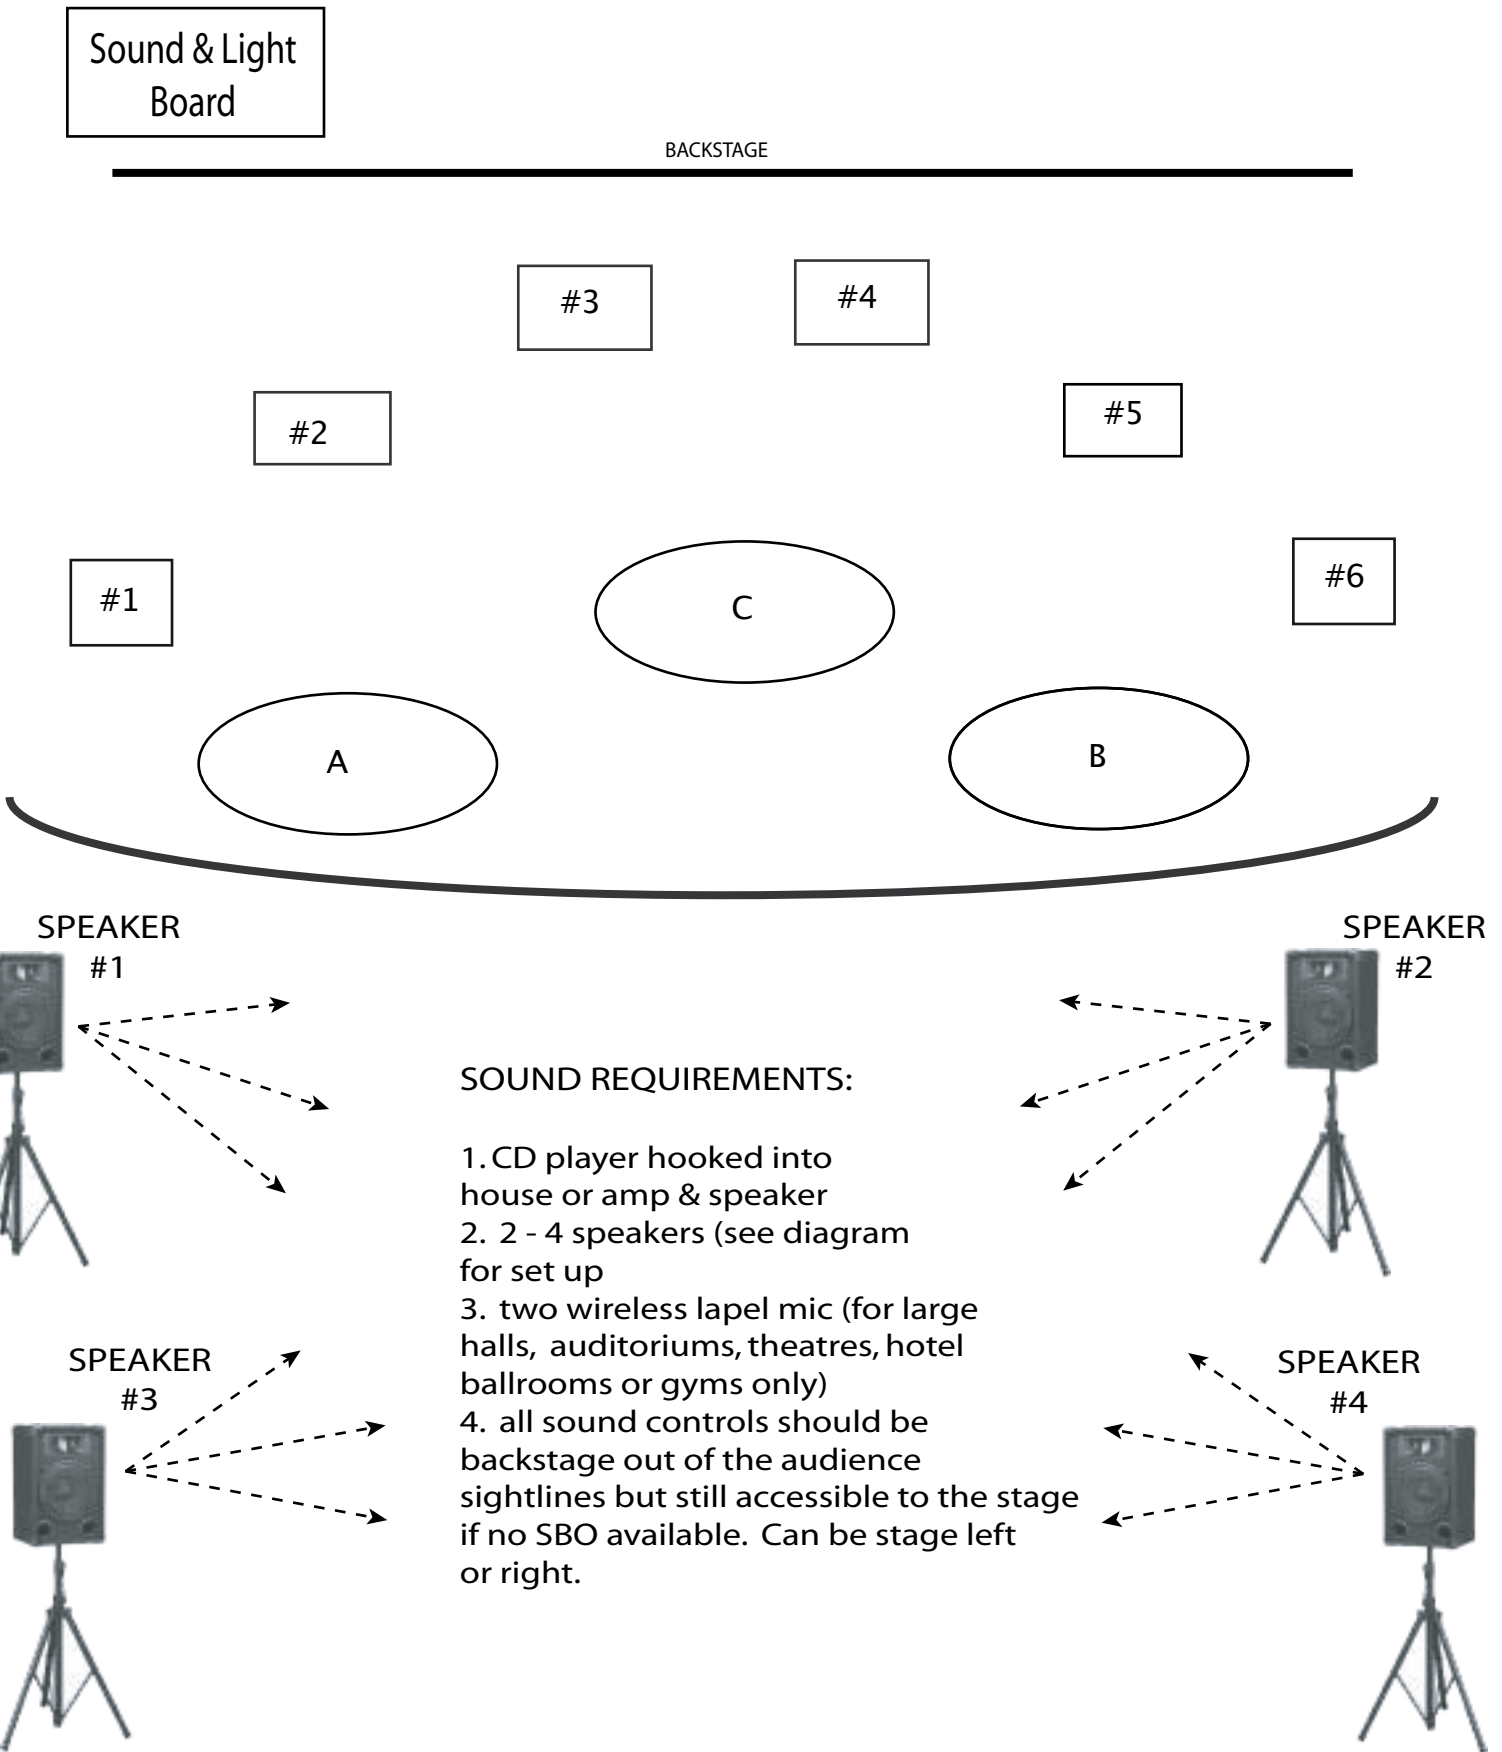 Sound & Light
Board
BACKSTAGE
#3
#4
#2
#5
#1
C
#6
A
B
SPEAKER
#1
SPEAKER
#2
SOUND REQUIREMENTS:
1. CD player hooked into
house or amp & speaker
2. 2 - 4 speakers (see diagram
for set up
3. two wireless lapel mic (for large
halls, auditoriums, theatres, hotel
ballrooms or gyms only)
4. all sound controls should be
backstage out of the audience
sightlines but still accessible to the stage
if no SBO available. Can be stage left
or right.
SPEAKER
#3
SPEAKER
#4